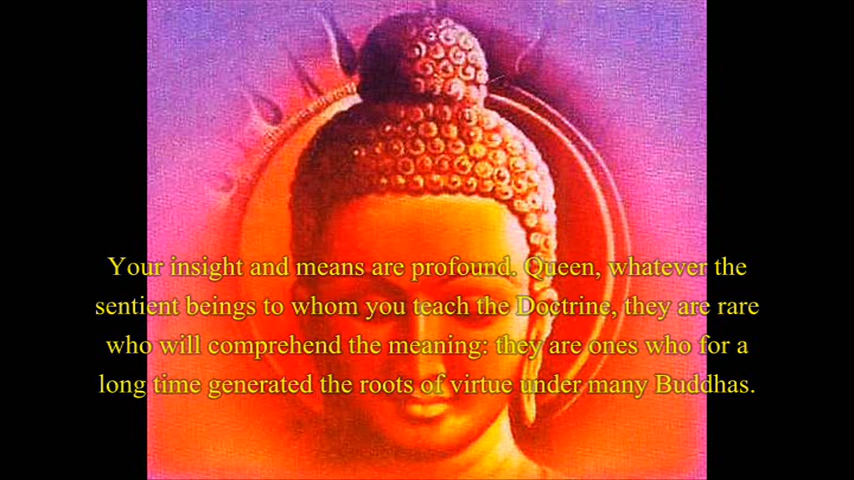 Your insight and means are profound. Queen, whatever the
sentient beings to whom you teach the Doctrine, they are rare
who will comprehend the meaning: they are ones who for a
long time generated the roots of virtue under many Buddhas.